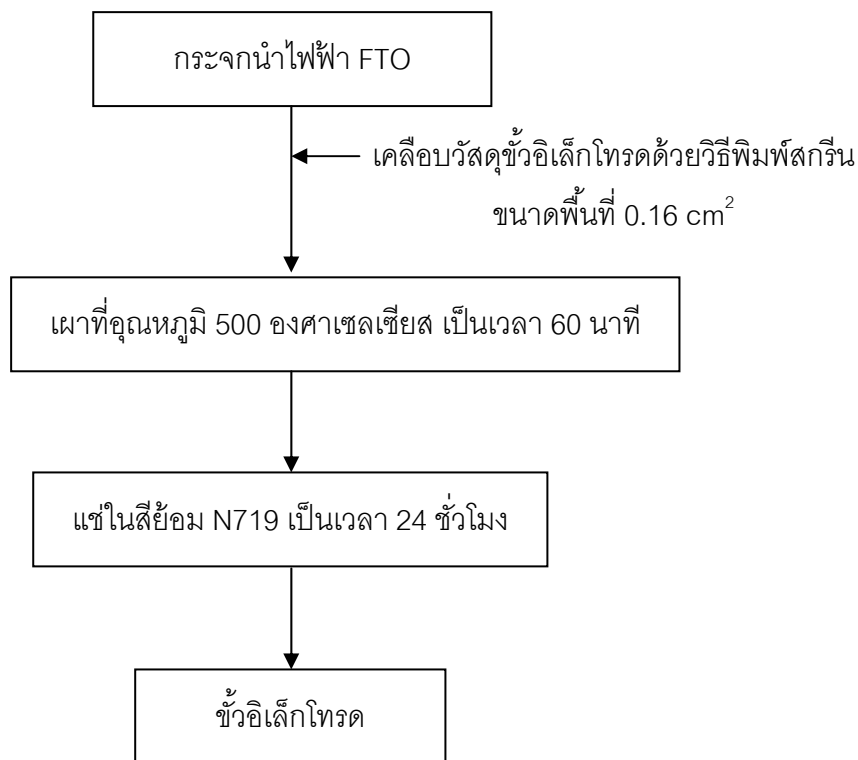 กระจกนำไฟฟ้า FTO
เคลือบวัสดุขั้วอิเล็กโทรดด้วยวิธีพิมพ์สกรีน
ขนาดพื้นที่ 0.16 cm²
เผาที่อุณหภูมิ 500 องศาเซลเซียส เป็นเวลา 60 นาที
แช่ในสีย้อม N719 เป็นเวลา 24 ชั่วโมง
ขั้วอิเล็กโทรด